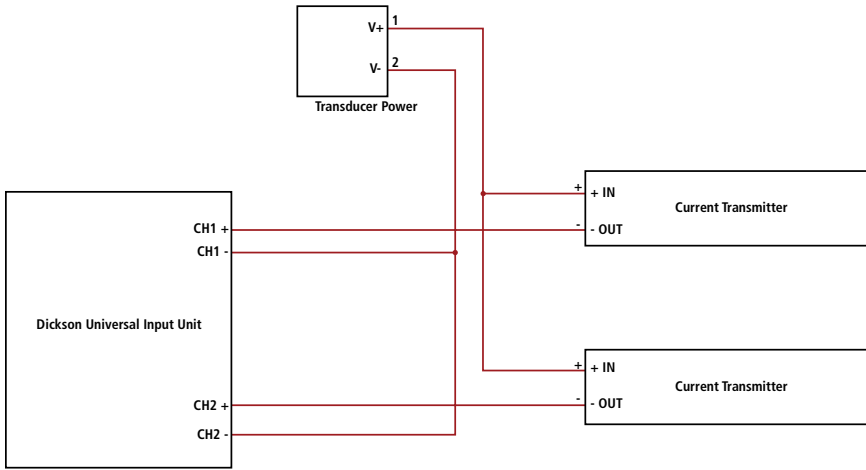 V+ 1
V- 2
Transducer Power
+ + IN
Current Transmitter
- - OUT
CH1 +
CH1 -
Dickson Universal Input Unit
+ + IN
Current Transmitter
- - OUT
CH2 +
CH2 -